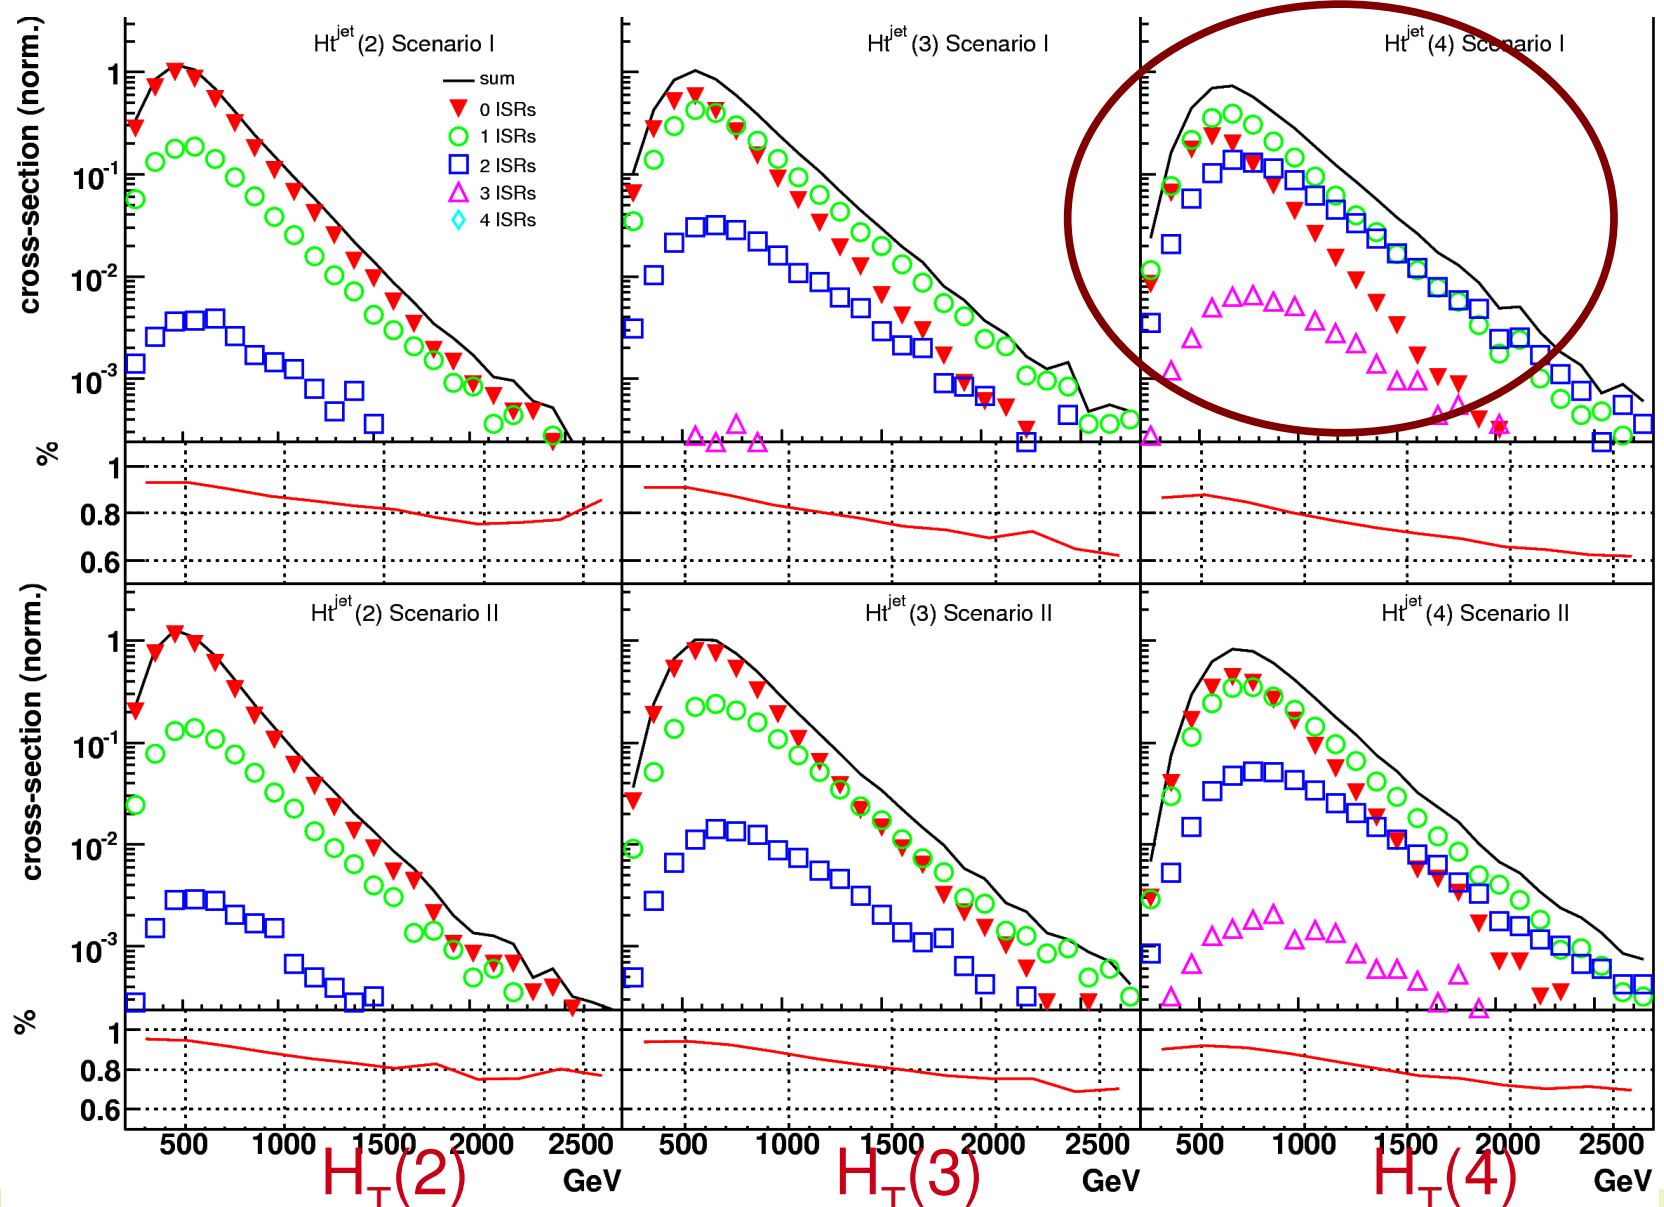 Ht^jet (2) Scenario I
Ht^jet (3) Scenario I
Ht^jet (4) Scenario I
sum
0 ISRs
1 ISRs
2 ISRs
3 ISRs
4 ISRs
cross-section (norm.)
1
10^-1
10^-2
10^-3
%
1
0.8
0.6
Ht^jet (2) Scenario II
Ht^jet (3) Scenario II
Ht^jet (4) Scenario II
cross-section (norm.)
1
10^-1
10^-2
10^-3
%
1
0.8
0.6
500 1000 1500 2000 2500
500 1000 1500 2000 2500
500 1000 1500 2000 2500
H_T(2) GeV
H_T(3) GeV
H_T(4) GeV